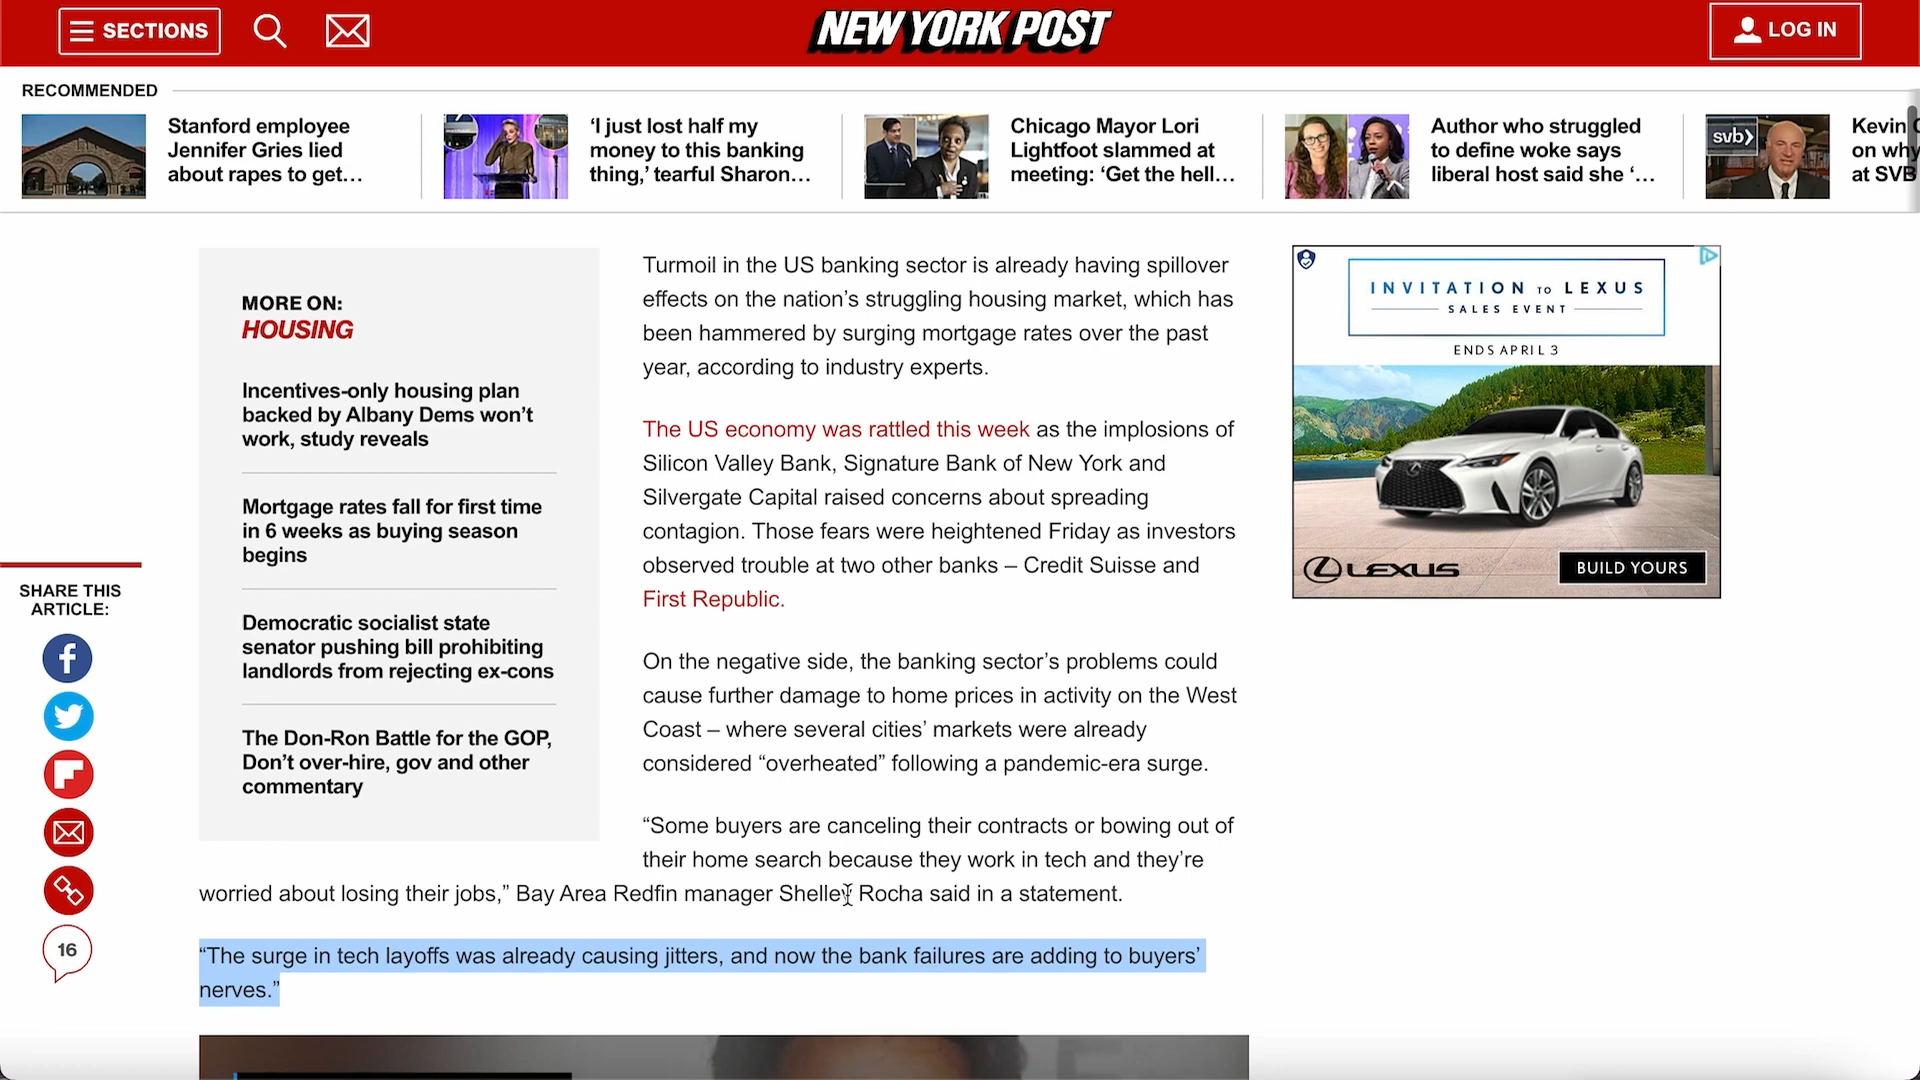 SECTIONS
NEW YORK POST
LOG IN
RECOMMENDED
Stanford employee
Jennifer Gries lied
about rapes to get...
‘I just lost half my
money to this banking
thing,’ tearful Sharon...
Chicago Mayor Lori
Lightfoot slammed at
meeting: ‘Get the hell...
Author who struggled
to define woke says
liberal host said she ‘...
svb>
Kevin
on why
at SVB
MORE ON:
HOUSING
Incentives-only housing plan
backed by Albany Dems won’t
work, study reveals
Mortgage rates fall for first time
in 6 weeks as buying season
begins
Democratic socialist state
senator pushing bill prohibiting
landlords from rejecting ex-cons
The Don-Ron Battle for the GOP,
Don’t over-hire, gov and other
commentary
SHARE THIS
ARTICLE:
16
Turmoil in the US banking sector is already having spillover
effects on the nation’s struggling housing market, which has
been hammered by surging mortgage rates over the past
year, according to industry experts.
The US economy was rattled this week as the implosions of
Silicon Valley Bank, Signature Bank of New York and
Silvergate Capital raised concerns about spreading
contagion. Those fears were heightened Friday as investors
observed trouble at two other banks – Credit Suisse and
First Republic.
On the negative side, the banking sector’s problems could
cause further damage to home prices in activity on the West
Coast – where several cities’ markets were already
considered “overheated” following a pandemic-era surge.
“Some buyers are canceling their contracts or bowing out of
their home search because they work in tech and they’re
worried about losing their jobs,” Bay Area Redfin manager Shelley Rocha said in a statement.
“The surge in tech layoffs was already causing jitters, and now the bank failures are adding to buyers’
nerves.”
INVITATION TO LEXUS
SALES EVENT
ENDS APRIL 3
LEXUS
BUILD YOURS